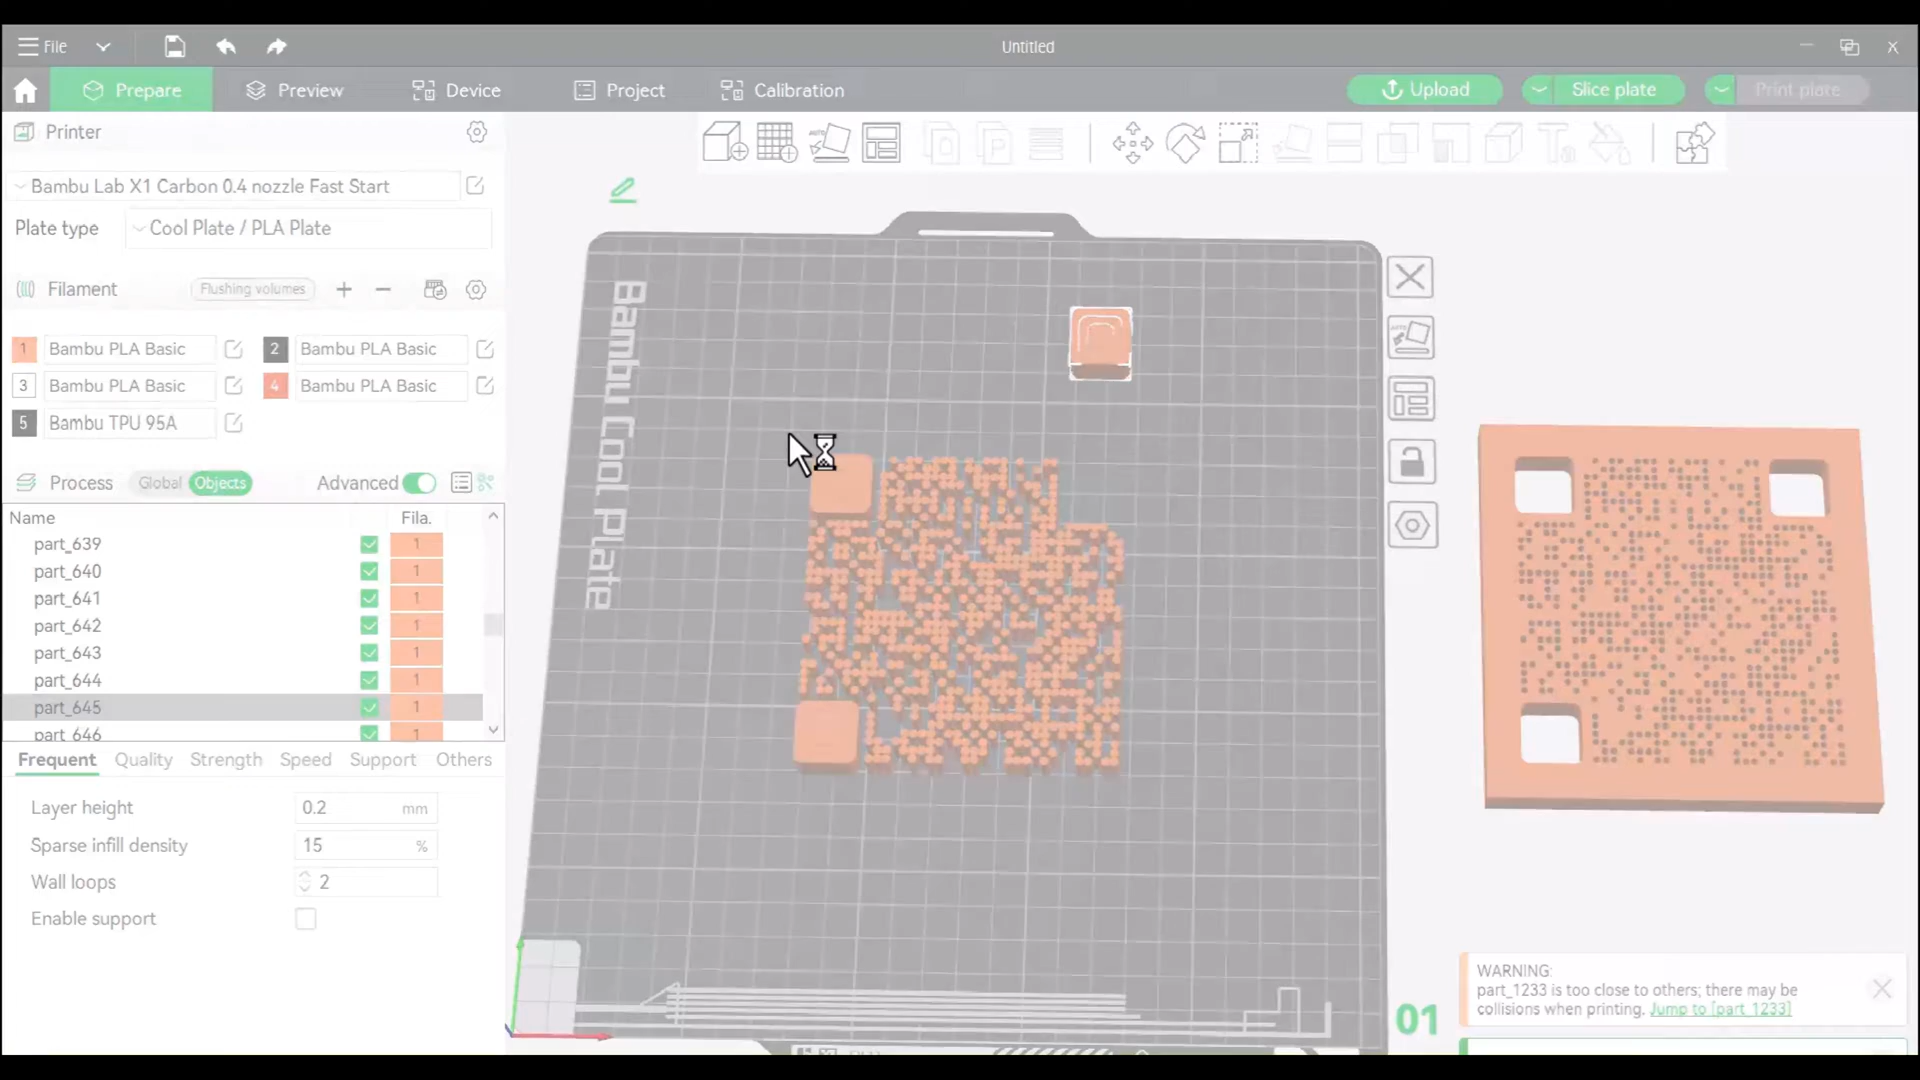 File
Untitled
Prepare
Preview
Device
Project
Calibration
Upload
Slice plate
Print plate
Printer
Bambu Lab X1 Carbon 0.4 nozzle Fast Start
Plate type
Cool Plate / PLA Plate
Filament
Flushing volumes
1 Bambu PLA Basic
2 Bambu PLA Basic
3 Bambu PLA Basic
4 Bambu PLA Basic
5 Bambu TPU 95A
Process
Global
Objects
Advanced
Name
Fila.
part_639 1
part_640 1
part_641 1
part_642 1
part_643 1
part_644 1
part_645 1
part_646 1
Frequent
Quality
Strength
Speed
Support
Others
Layer height 0.2 mm
Sparse infill density 15 %
Wall loops 2
Enable support
AUTO
Bambu Cool Plate
AUTO
01
WARNING:
part_1233 is too close to others; there may be
collisions when printing. Jump to [part_1233]